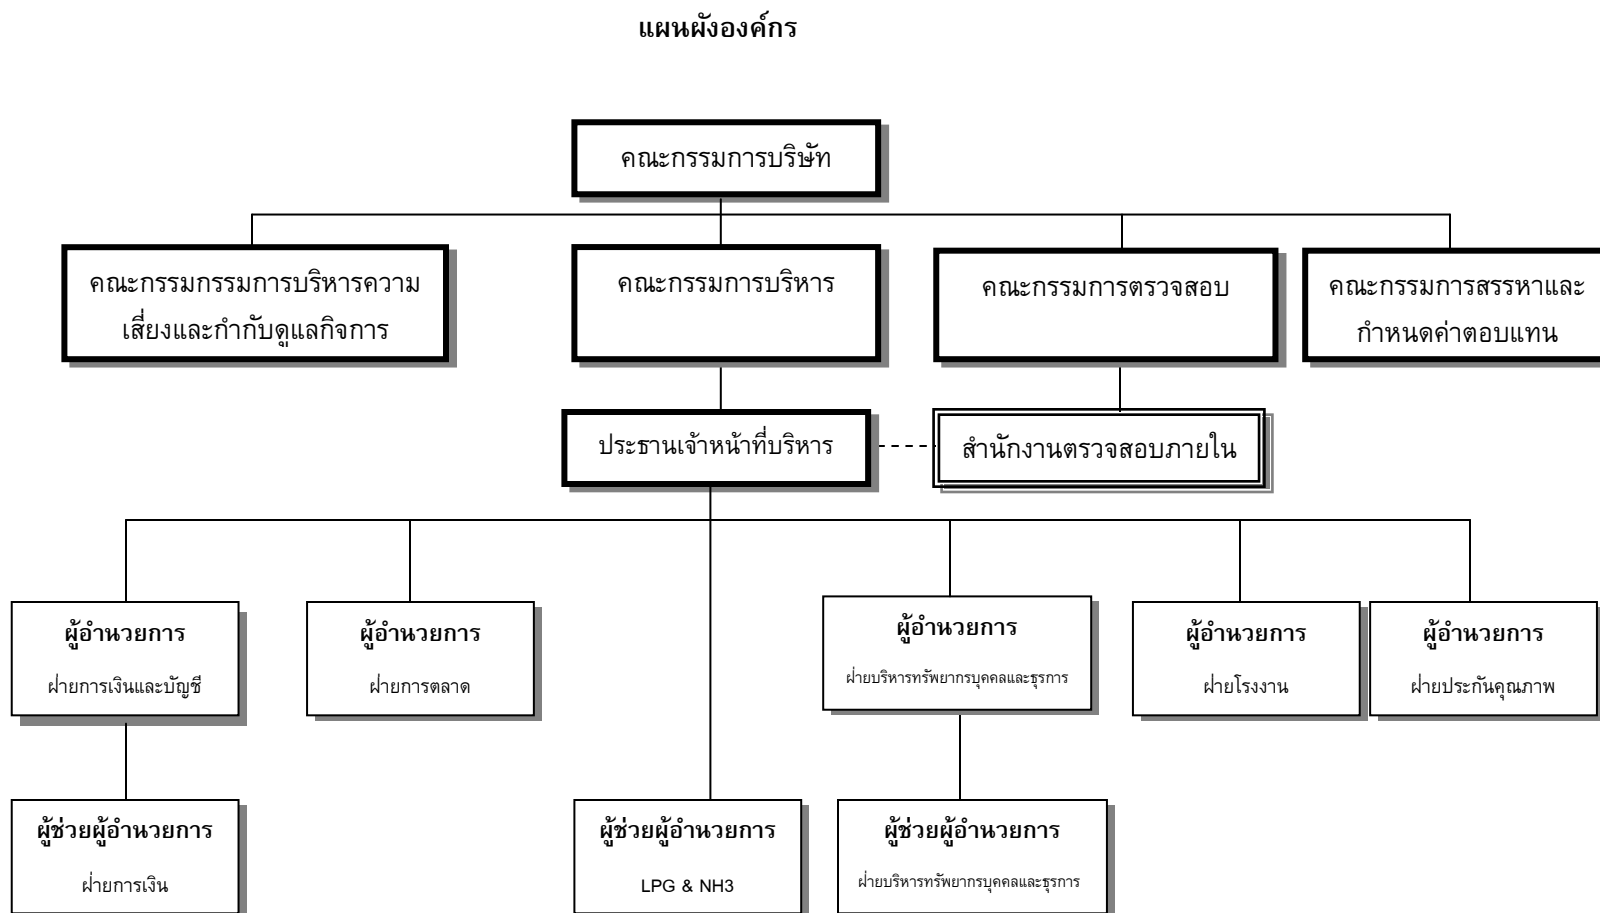 แผนผังองค์กร
คณะกรรมการบริษัท
คณะกรรมกรรมการบริหารความ
เสี่ยงและกำกับดูแลกิจการ
คณะกรรมการบริหาร
คณะกรรมการตรวจสอบ
คณะกรรมการสรรหาและ
กำหนดค่าตอบแทน
ประธานเจ้าหน้าที่บริหาร
สำนักงานตรวจสอบภายใน
ผู้อำนวยการ
ฝ่ายการเงินและบัญชี
ผู้อำนวยการ
ฝ่ายการตลาด
ผู้อำนวยการ
ฝ่ายบริหารทรัพยากรบุคคลและธุรการ
ผู้อำนวยการ
ฝ่ายโรงงาน
ผู้อำนวยการ
ฝ่ายประกันคุณภาพ
ผู้ช่วยผู้อำนวยการ
ฝ่ายการเงิน
ผู้ช่วยผู้อำนวยการ
LPG & NH3
ผู้ช่วยผู้อำนวยการ
ฝ่ายบริหารทรัพยากรบุคคลและธุรการ